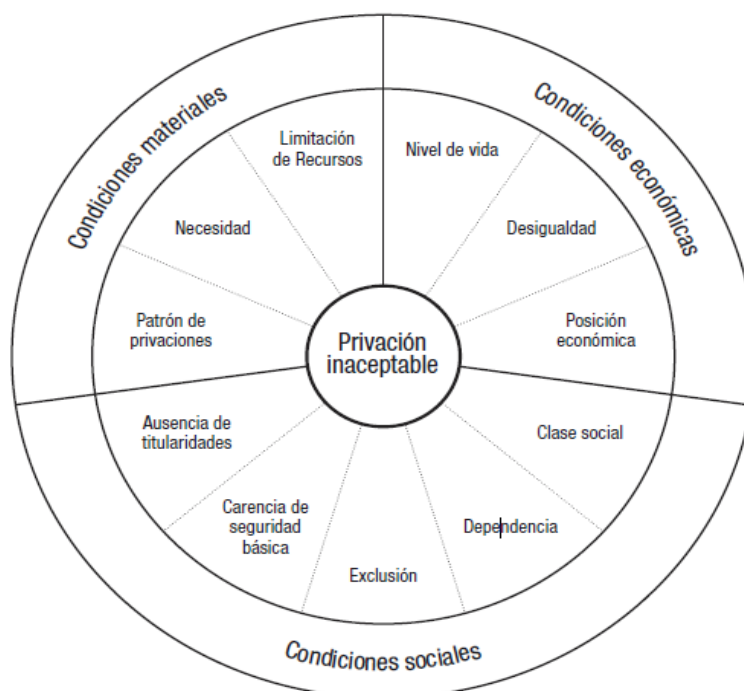 Condiciones materiales
Condiciones económicas
Limitación
de Recursos
Nivel de vida
Necesidad
Desigualdad
Patrón de
privaciones
Privación
inaceptable
Posición
económica
Ausencia de
titularidades
Clase social
Carencia de
seguridad
básica
Dependencia
Exclusión
Condiciones sociales